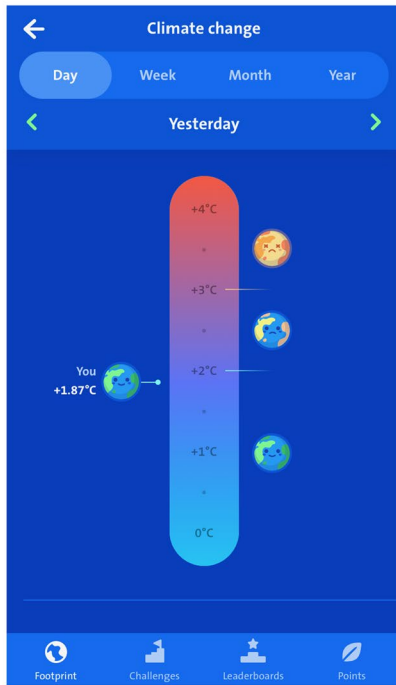 Climate change
Day Week Month Year
Yesterday
+4°C
+3°C
You
+1.87°C
+2°C
+1°C
0°C
Footprint Challenges Leaderboards Points